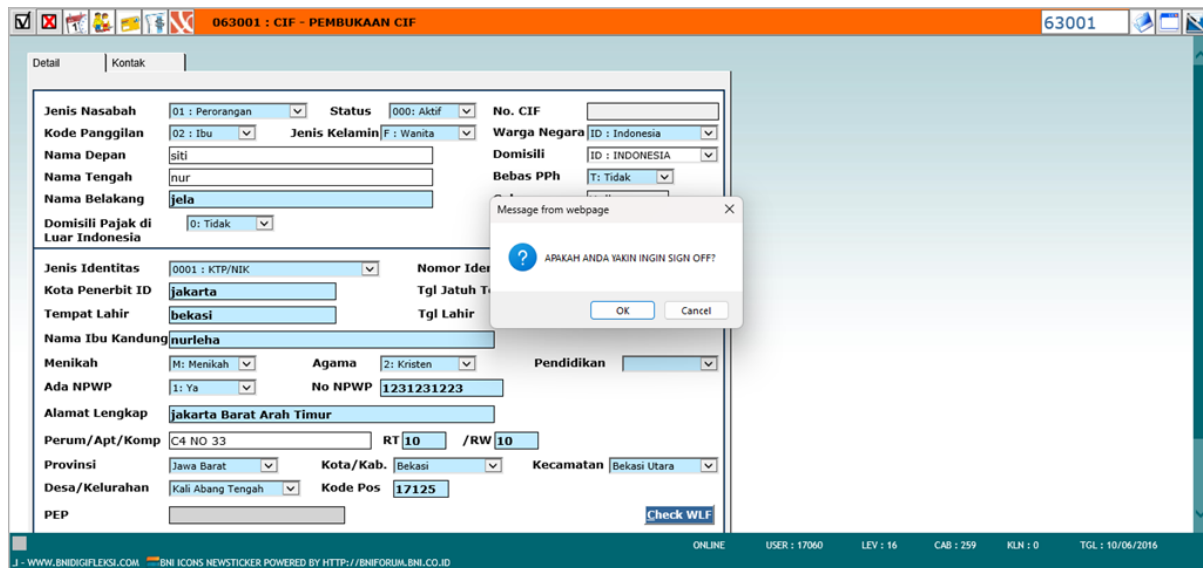 063001 : CIF - PEMBUKAAN CIF 63001
Detail Kontak
Jenis Nasabah 01 : Perorangan Status 000: Aktif No. CIF
Kode Panggilan 02 : Ibu Jenis Kelamin F : Wanita Warga Negara ID : Indonesia
Nama Depan siti Domisili ID : INDONESIA
Nama Tengah nur Bebas PPh T: Tidak
Nama Belakang jela
Message from webpage
Domisili Pajak di Luar Indonesia 0: Tidak
APAKAH ANDA YAKIN INGIN SIGN OFF?
OK Cancel
Jenis Identitas 0001 : KTP/NIK Nomor Iden
Kota Penerbit ID jakarta Tgl Jatuh T
Tempat Lahir bekasi Tgl Lahir
Nama Ibu Kandung nurleha
Menikah M: Menikah Agama 2: Kristen Pendidikan
Ada NPWP 1: Ya No NPWP 1231231223
Alamat Lengkap jakarta Barat Arah Timur
Perum/Apt/Komp C4 NO 33 RT 10 /RW 10
Provinsi Jawa Barat Kota/Kab. Bekasi Kecamatan Bekasi Utara
Desa/Kelurahan Kali Abang Tengah Kode Pos 17125
PEP Check WLF
ONLINE USER : 17060 LEV : 16 CAB : 259 KLN : 0 TGL : 10/06/2016
- WWW.BNIDIGIFLEKSI.COM BNI ICONS NEWSTICKER POWERED BY HTTP://BNIFORUM.BNI.CO.ID